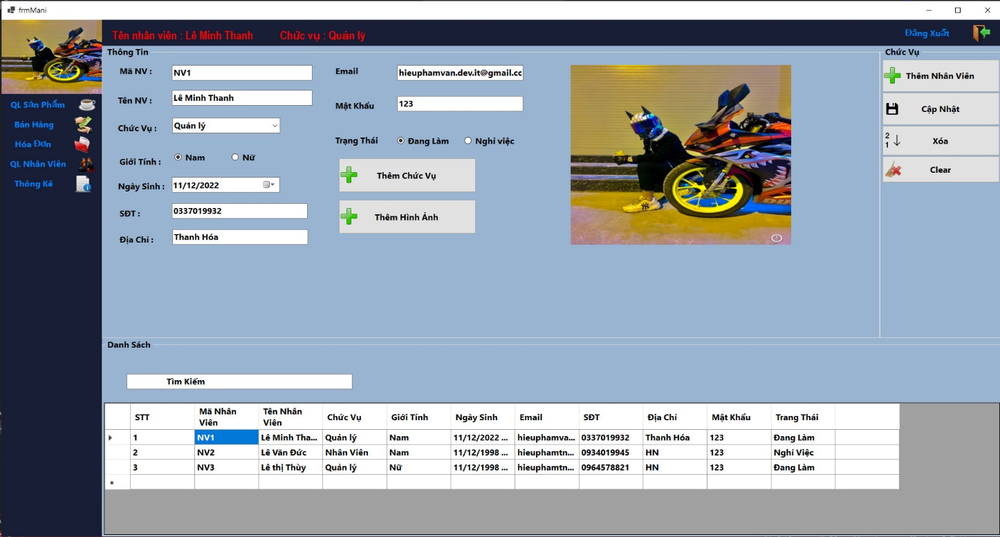 frmMani
Tên nhân viên : Lê Minh Thanh Chức vụ : Quản lý
Đăng Xuất
QL Sản Phẩm
Bán Hàng
Hóa Đơn
QL Nhân Viên
Thống Kê
Thông Tin
Mã NV : NV1
Tên NV : Lê Minh Thanh
Chức Vụ : Quản lý
Giới Tính : Nam Nữ
Ngày Sinh : 11/12/2022
SĐT : 0337019932
Địa Chỉ : Thanh Hóa
Email hieuphamvan.dev.it@gmail.cc
Mật Khẩu 123
Trạng Thái Đang Làm Nghỉ việc
Thêm Chức Vụ
Thêm Hình Ảnh
Chức Vụ
Thêm Nhân Viên
Cập Nhật
Xóa
Clear
Danh Sách
Tìm Kiếm
STT Mã Nhân Viên Tên Nhân Viên Chức Vụ Giới Tính Ngày Sinh Email SĐT Địa Chỉ Mật Khẩu Trang Thái
1 NV1 Lê Minh Tha... Quản lý Nam 11/12/2022 ... hieuphamva... 0337019932 Thanh Hóa 123 Đang Làm
2 NV2 Lê Văn Đức Nhân Viên Nam 11/12/1998 ... hieuphamtn... 0934019945 HN 123 Nghỉ Việc
3 NV3 Lê thị Thùy Quản lý Nữ 11/12/1998 ... hieuphamtn... 0964578821 HN 123 Đang Làm